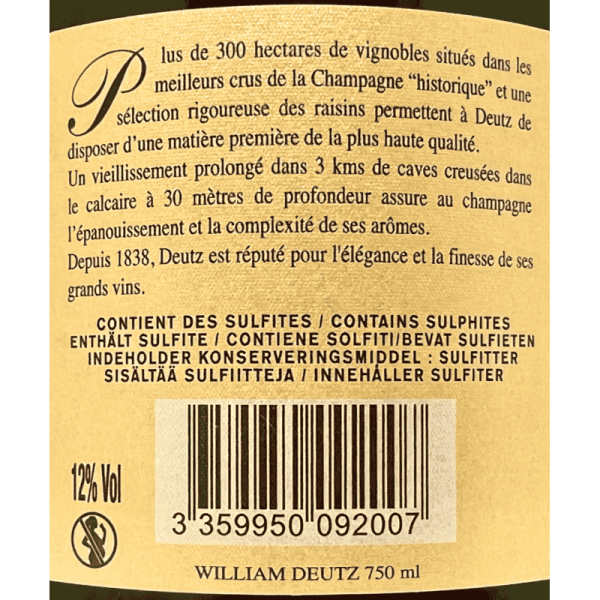 Plus de 300 hectares de vignobles situés dans les
meilleurs crus de la Champagne “historique” et une
sélection rigoureuse des raisins permettent à Deutz de
disposer d’une matière première de la plus haute qualité.
Un vieillissement prolongé dans 3 kms de caves creusées dans
le calcaire à 30 mètres de profondeur assure au champagne
l’épanouissement et la complexité de ses arômes.
Depuis 1838, Deutz est réputé pour l'élégance et la finesse de ses
grands vins.
CONTIENT DES SULFITES / CONTAINS SULPHITES
ENTHÄLT SULFITE / CONTIENE SOLFITI/BEVAT SULFIETEN
INDEHOLDER KONSERVERINGSMIDDEL : SULFITTER
SISÄLTÄÄ SULFIITTEJA / INNEHÅLLER SULFITER
12% Vol
3 359950 092007
WILLIAM DEUTZ 750 ml